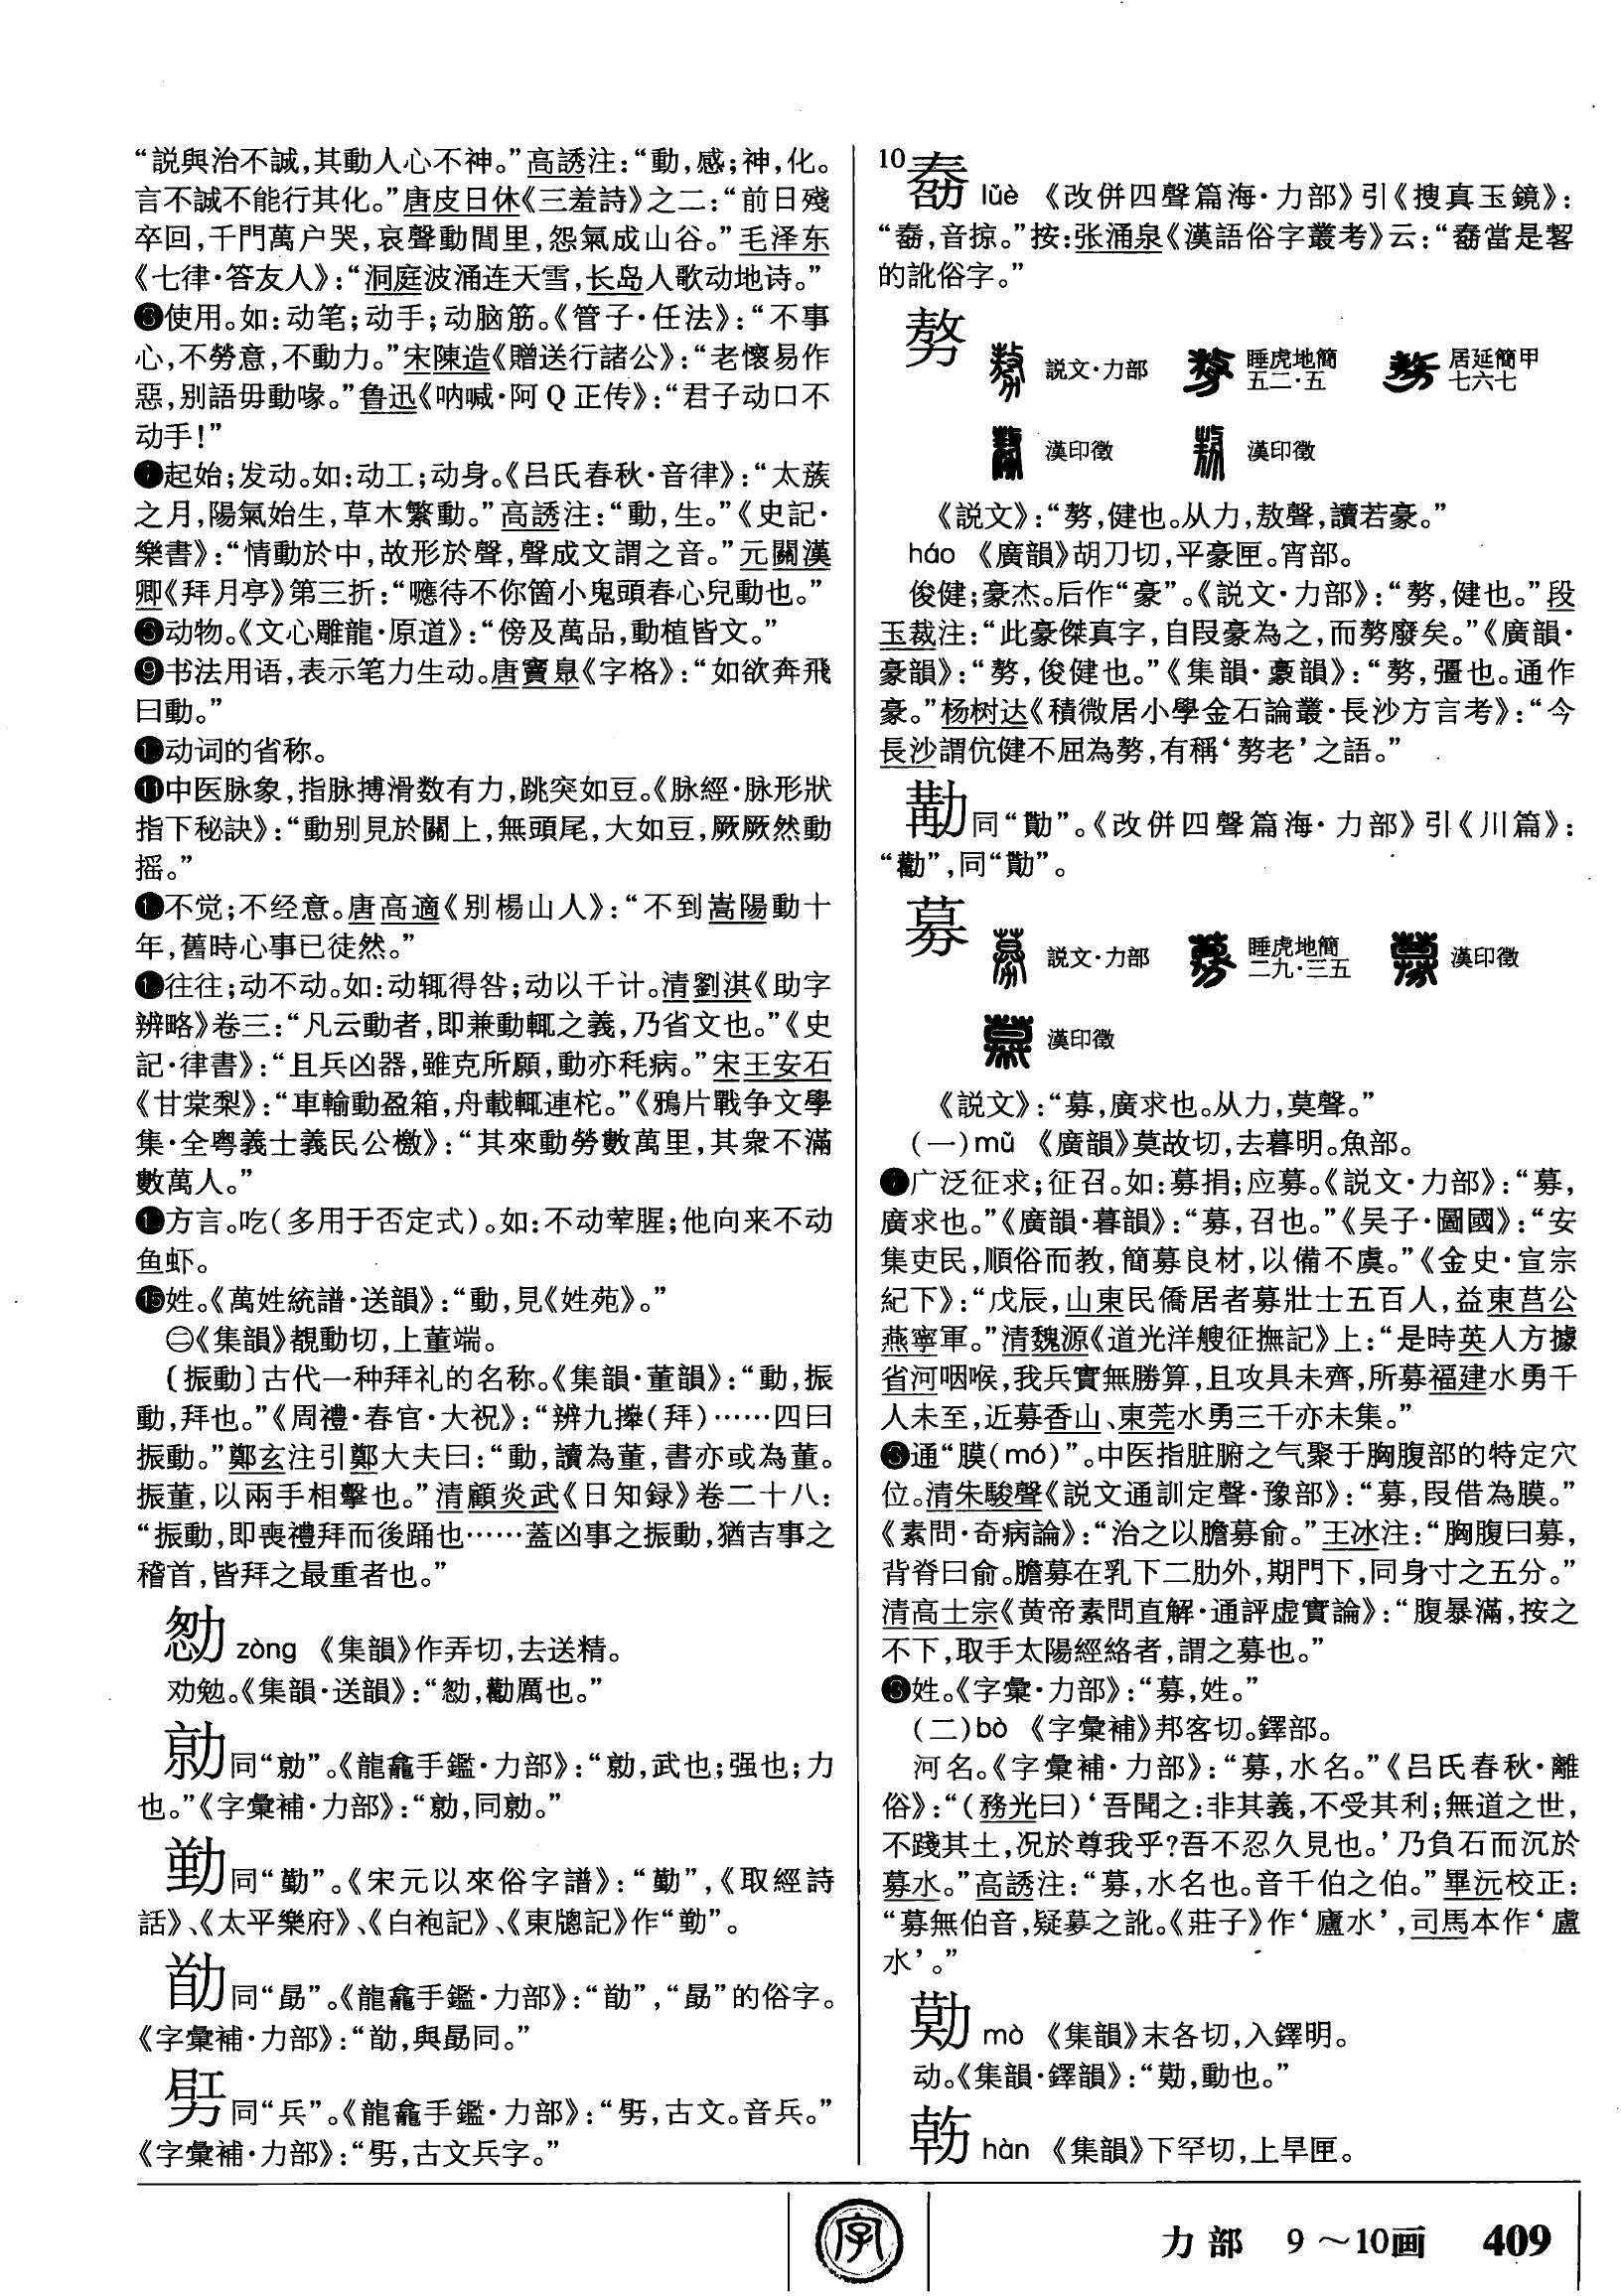 “説與治不誠,其動人心不神。”高誘注:“動,感;神,化。
言不誠不能行其化。”唐皮日休《三羞詩》之二:“前日殘
卒回,千門萬户哭,哀聲動閭里,怨氣成山谷。”毛泽东
《七律·答友人》:“洞庭波涌连天雪,长岛人歌动地诗。”
使用。如:动笔;动手;动脑筋。《管子·任法》:“不事
心,不勞意,不動力。”宋陳造《贈送行諸公》:“老懷易作
惡,别語毋動喙。”鲁迅《呐喊·阿Q正传》:“君子动口不
动手!”
起始;发动。如:动工;动身。《吕氏春秋·音律》:“太蔟
之月,陽氣始生,草木繁動。”高誘注:“動,生。”《史記·
樂書》:“情動於中,故形於聲,聲成文謂之音。”元關漢
卿《拜月亭》第三折:“噷待不你箇小鬼頭春心兒動也。”
动物。《文心雕龍·原道》:“傍及萬品,動植皆文。”
❾书法用语,表示笔力生动。唐竇臮《字格》:“如欲奔飛
曰動。”
动词的省称。
⓫中医脉象,指脉搏滑数有力,跳突如豆。《脉經·脉形狀
指下秘訣》:“動别見於關上,無頭尾,大如豆,厥厥然動
摇。”
不觉;不经意。唐高適《别楊山人》:“不到嵩陽動十
年,舊時心事已徒然。”
往往;动不动。如:动辄得咎;动以千计。清劉淇《助字
辨略》卷三:“凡云動者,即兼動輒之義,乃省文也。”《史
記·律書》:“且兵凶器,雖克所願,動亦秏病。”宋王安石
《甘棠梨》:“車輸動盈箱,舟載輒連柁。”《鴉片戰争文學
集·全粤義士義民公檄》:“其來動勞數萬里,其衆不滿
數萬人。”
方言。吃(多用于否定式)。如:不动荤腥;他向来不动
鱼虾。
⓯姓。《萬姓統譜·送韻》:“動,見《姓苑》。”
㊁《集韻》覩動切,上董端。
〔振動〕古代一种拜礼的名称。《集韻·董韻》:“動,振
動,拜也。”《周禮·春官·大祝》:“辨九𢷎(拜)……四曰
振動。”鄭玄注引鄭大夫曰:“動,讀為董,書亦或為董。
振董,以兩手相擊也。”清顧炎武《日知録》卷二十八:
“振動,即喪禮拜而後踊也……蓋凶事之振動,猶吉事之
稽首,皆拜之最重者也。”
zòng 《集韻》作弄切,去送精。
劝勉。《集韻·送韻》:“,勸厲也。”
同“勍”。《龍龕手鑑·力部》:“,武也;强也;力
也。”《字彙補·力部》:“,同勍。”
同“勤”。《宋元以來俗字譜》:“勤”,《取經詩
話》、《太平樂府》、《白袍記》、《東牕記》作“”。
同“勗”。《龍龕手鑑·力部》:“”,“勗”的俗字。
《字彙補·力部》:“,與勗同。”
同“兵”。《龍龕手鑑·力部》:“,古文。音兵。”
《字彙補·力部》:“,古文兵字。”
10 lüè 《改併四聲篇海·力部》引《搜真玉鏡》:
“,音掠。”按:张涌泉《漢語俗字叢考》云:“當是
的訛俗字。”
勢 説文·力部 睡虎地簡 五二·五 居延簡甲 七六七
漢印徵 漢印徵
《説文》:“勥,健也。从力,敖聲,讀若豪。”
háo 《廣韻》胡刀切,平豪匣。宵部。
俊健;豪杰。后作“豪”。《説文·力部》:“,健也。”段
玉裁注:“此豪傑真字,自叚豪為之,而廢矣。”《廣韻·
豪韻》:“,俊健也。”《集韻·豪韻》:“,彊也。通作
豪。”杨树达《積微居小學金石論叢·長沙方言考》:“今
長沙謂伉健不屈為,有稱‘老’之語。”
同“勚”。《改併四聲篇海·力部》引《川篇》:
“”,同“”。
募 説文·力部 睡虎地簡 二九·三五 漢印徵
漢印徵
《説文》:“募,廣求也。从力,莫聲。”
(一)mù 《廣韻》莫故切,去暮明。魚部。
广泛征求;征召。如:募捐;应募。《説文·力部》:“募,
廣求也。”《廣韻·暮韻》:“募,召也。”《吴子·圖國》:“安
集吏民,順俗而教,簡募良材,以備不虞。”《金史·宣宗
紀下》:“戊辰,山東民僑居者募壯士五百人,益東莒公
燕寧軍。”清魏源《道光洋艘征撫記》上:“是時英人方據
省河咽喉,我兵實無勝算,且攻具未齊,所募福建水勇千
人未至,近募香山、東莞水勇三千亦未集。”
通“膜(mó)”。中医指脏腑之气聚于胸腹部的特定穴
位。清朱駿聲《説文通訓定聲·豫部》:“募,叚借為膜。”
《素問·奇病論》:“治之以膽募俞。”王冰注:“胸腹曰募,
背脊曰俞。膽募在乳下二肋外,期門下,同身寸之五分。”
清高士宗《黄帝素問直解·通評虚實論》:“腹暴滿,按之
不下,取手太陽經絡者,謂之募也。”
姓。《字彙·力部》:“募,姓。”
(二)bò 《字彙補》邦客切。鐸部。
河名。《字彙補·力部》:“募,水名。”《吕氏春秋·離
俗》:“(務光曰)‘吾聞之:非其義,不受其利;無道之世,
不踐其土,况於尊我乎?吾不忍久見也。’乃負石而沉於
募水。”高誘注:“募,水名也。音千伯之伯。”畢沅校正:
“募無伯音,疑㠹之訛。《莊子》作‘廬水’,司馬本作‘盧
水’。”
mò 《集韻》末各切,入鐸明。
动。《集韻·鐸韻》:“,動也。”
hàn 《集韻》下罕切,上旱匣。
字
力部 9～10画 409